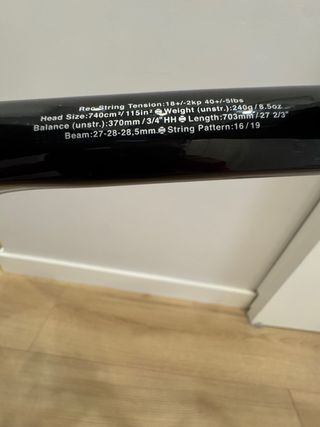 Rec String Tension:18+/-2kp 40+/-5lbs
Head Size:740cm²/115in² Weight (unstr.):240g/8.5oz
Balance (unstr.):370mm/3/4"HH Length:703mm/27 2/3"
Beam:27-28-28,5mm String Pattern:16/19